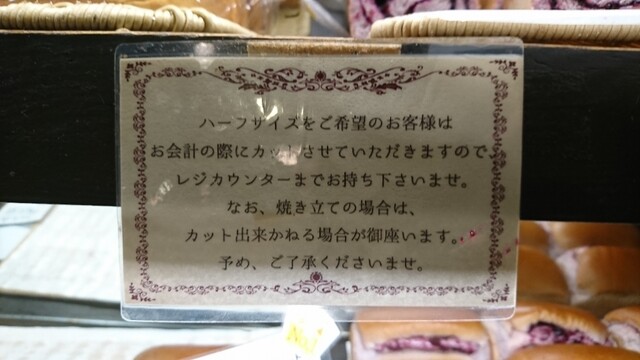 ハーフサイズをご希望のお客様は
お会計の際にカットさせていただきますので、
レジカウンターまでお持ち下さいませ。
なお、焼き立ての場合は、
カット出来かねる場合が御座います。
予め、ご了承くださいませ。